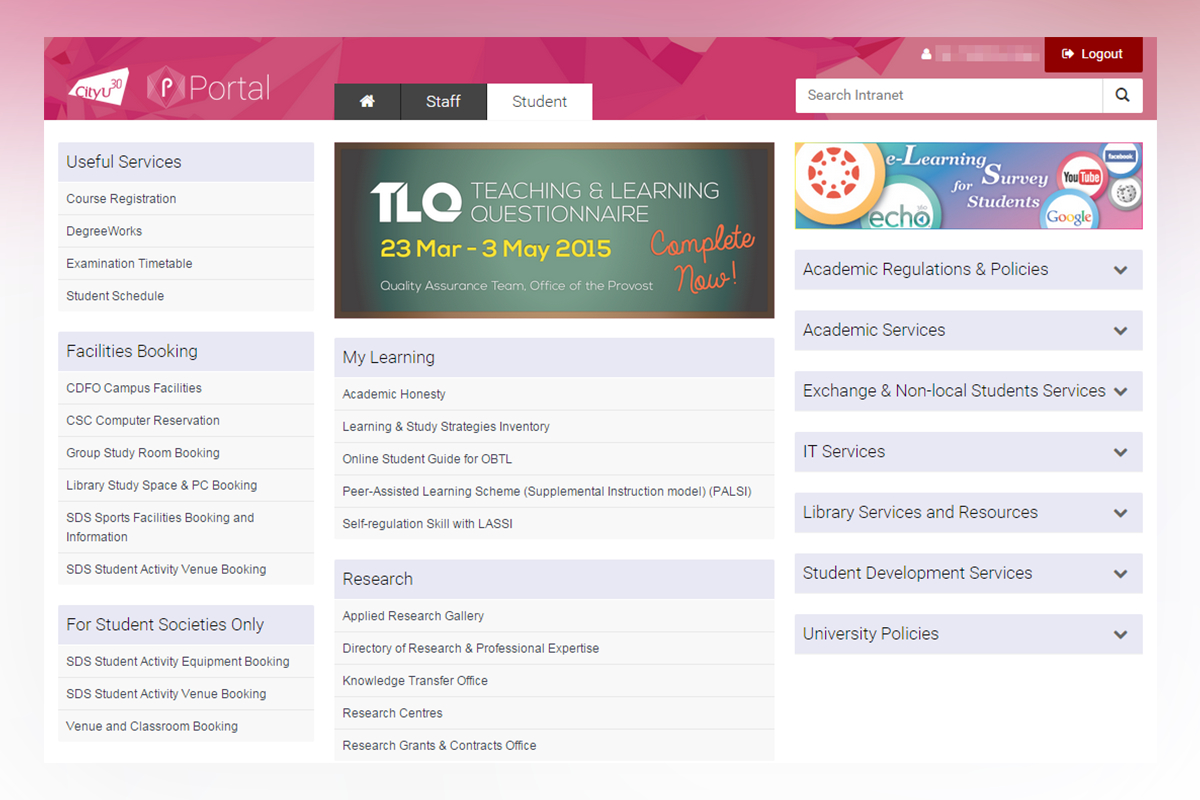 CityU30
P Portal
Logout
Staff
Student
Search Intranet
Useful Services
Course Registration
DegreeWorks
Examination Timetable
Student Schedule
Facilities Booking
CDFO Campus Facilities
CSC Computer Reservation
Group Study Room Booking
Library Study Space & PC Booking
SDS Sports Facilities Booking and
Information
SDS Student Activity Venue Booking
For Student Societies Only
SDS Student Activity Equipment Booking
SDS Student Activity Venue Booking
Venue and Classroom Booking
TLQ TEACHING & LEARNING
QUESTIONNAIRE
23 Mar - 3 May 2015
Complete
Now!
Quality Assurance Team, Office of the Provost
My Learning
Academic Honesty
Learning & Study Strategies Inventory
Online Student Guide for OBTL
Peer-Assisted Learning Scheme (Supplemental Instruction model) (PALSI)
Self-regulation Skill with LASSI
Research
Applied Research Gallery
Directory of Research & Professional Expertise
Knowledge Transfer Office
Research Centres
Research Grants & Contracts Office
e-Learning
for Survey
Students
echo360
facebook
YouTube
Google
Academic Regulations & Policies
Academic Services
Exchange & Non-local Students Services
IT Services
Library Services and Resources
Student Development Services
University Policies